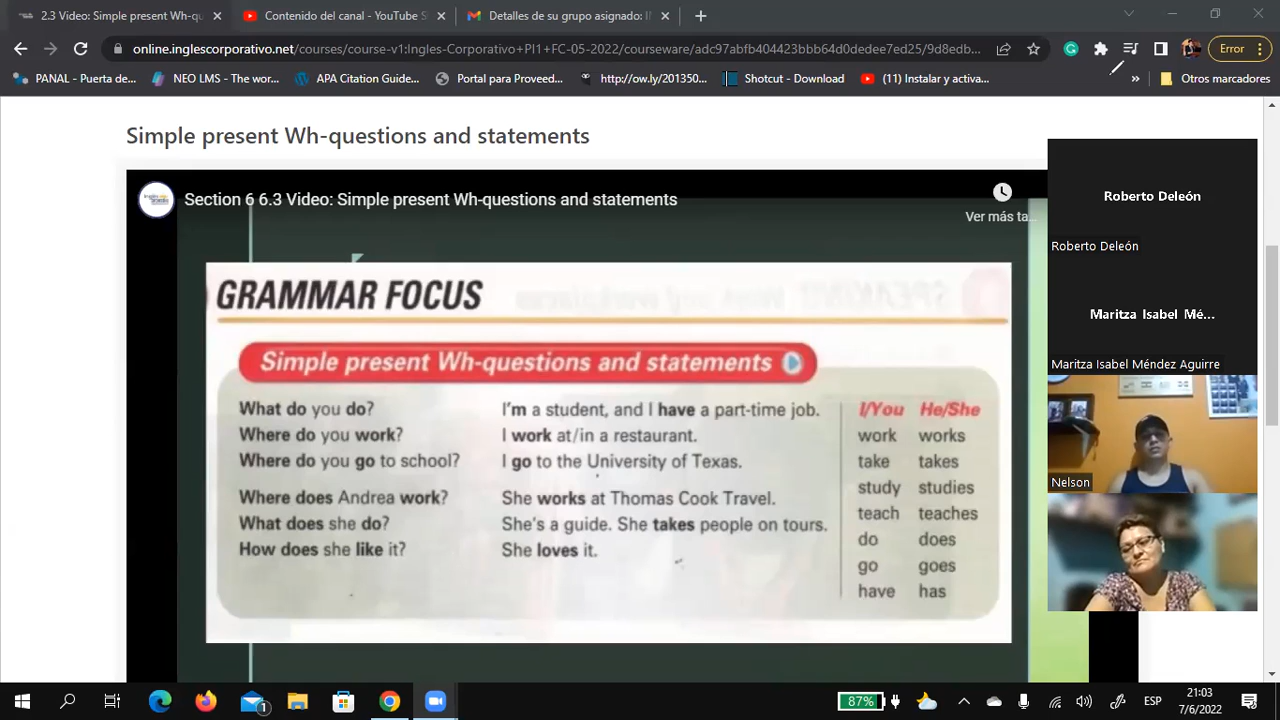 2.3 Video: Simple present Wh-qu
Contenido del canal - YouTube S
Detalles de su grupo asignado: I
online.inglescorporativo.net/courses/course-v1:Ingles-Corporativo+PI1+FC-05-2022/courseware/adc97abfb404423bbb64d0dedee7ed25/9d8edb...
Error
PANAL - Puerta de...
NEO LMS - The wor...
APA Citation Guide...
Portal para Proveed...
http://ow.ly/201350...
Shotcut - Download
(11) Instalar y activa...
»
Otros marcadores
Simple present Wh-questions and statements
Section 6 6.3 Video: Simple present Wh-questions and statements
Ver más ta...
GRAMMAR FOCUS
Simple present Wh-questions and statements
What do you do? I'm a student, and I have a part-time job.
Where do you work? I work at/in a restaurant.
Where do you go to school? I go to the University of Texas.
Where does Andrea work? She works at Thomas Cook Travel.
What does she do? She's a guide. She takes people on tours.
How does she like it? She loves it.
I/You He/She
work works
take takes
study studies
teach teaches
do does
go goes
have has
Roberto Deleón
Roberto Deleón
Maritza Isabel Mé...
Maritza Isabel Méndez Aguirre
Nelson
1
87%
ESP
21:03
7/6/2022